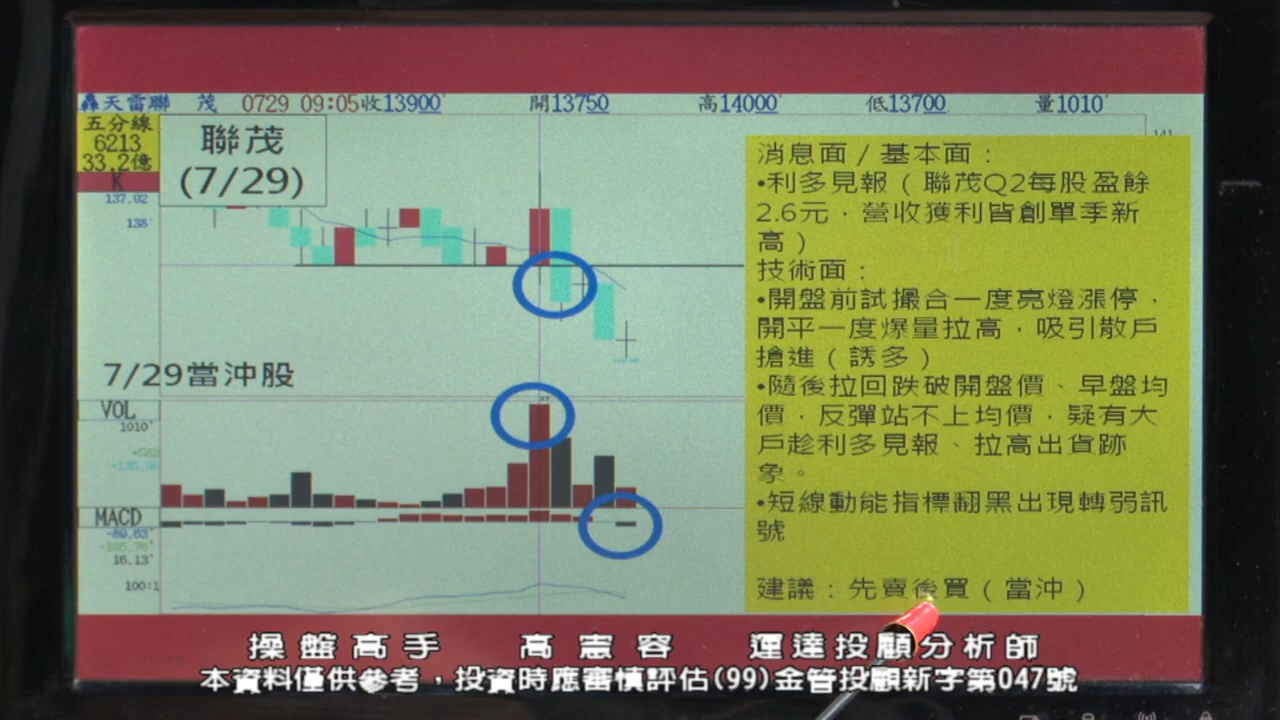 轟天雷聯 茂 0729 09:05收13900 開13750 高14000 低13700 量1010
五分線
6213
33.2億
K
137.92
138
141
聯茂
(7/29)
7/29當沖股
VOL
1010
MACD
-89.63
16.13
100:1
消息面／基本面：
•利多見報（聯茂Q2每股盈餘
2.6元，營收獲利皆創單季新
高）
技術面：
•開盤前試撮合一度亮燈漲停，
開平一度爆量拉高，吸引散戶
搶進（誘多）
•隨後拉回跌破開盤價、早盤均
價，反彈站不上均價，疑有大
戶趁利多見報、拉高出貨跡
象。
•短線動能指標翻黑出現轉弱訊
號
建議：先賣後買（當沖）
操盤高手 高憲容 運達投顧分析師
本資料僅供參考，投資時應審慎評估(99)金管投顧新字第047號